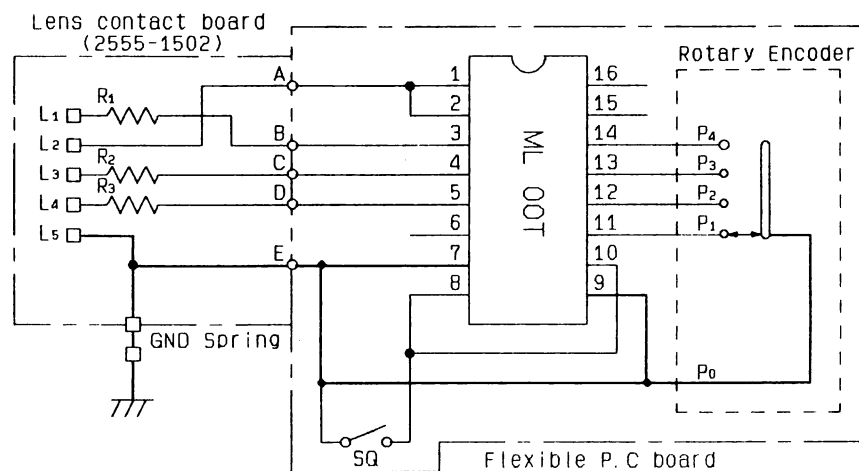 Lens contact board
(2555-1502)
Rotary Encoder
A
1
16
R1
L1
2
15
B
3
14
P4
L2
R2
C
4
13
P3
L3
R3
D
5
12
P2
L4
ML OOT
6
11
P1
L5
E
7
10
8
9
GND Spring
P0
SQ
Flexible P.C board